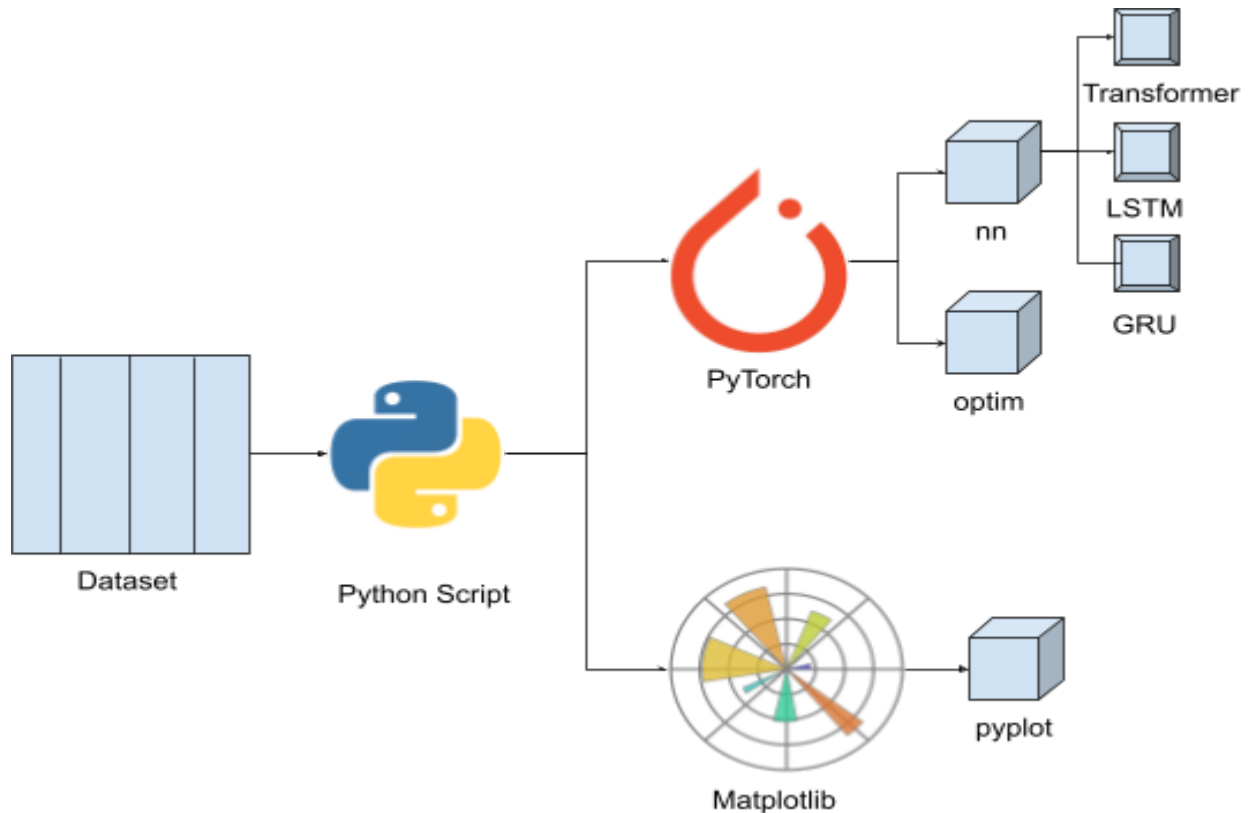 Transformer
LSTM
nn
GRU
PyTorch
optim
Dataset
Python Script
pyplot
Matplotlib